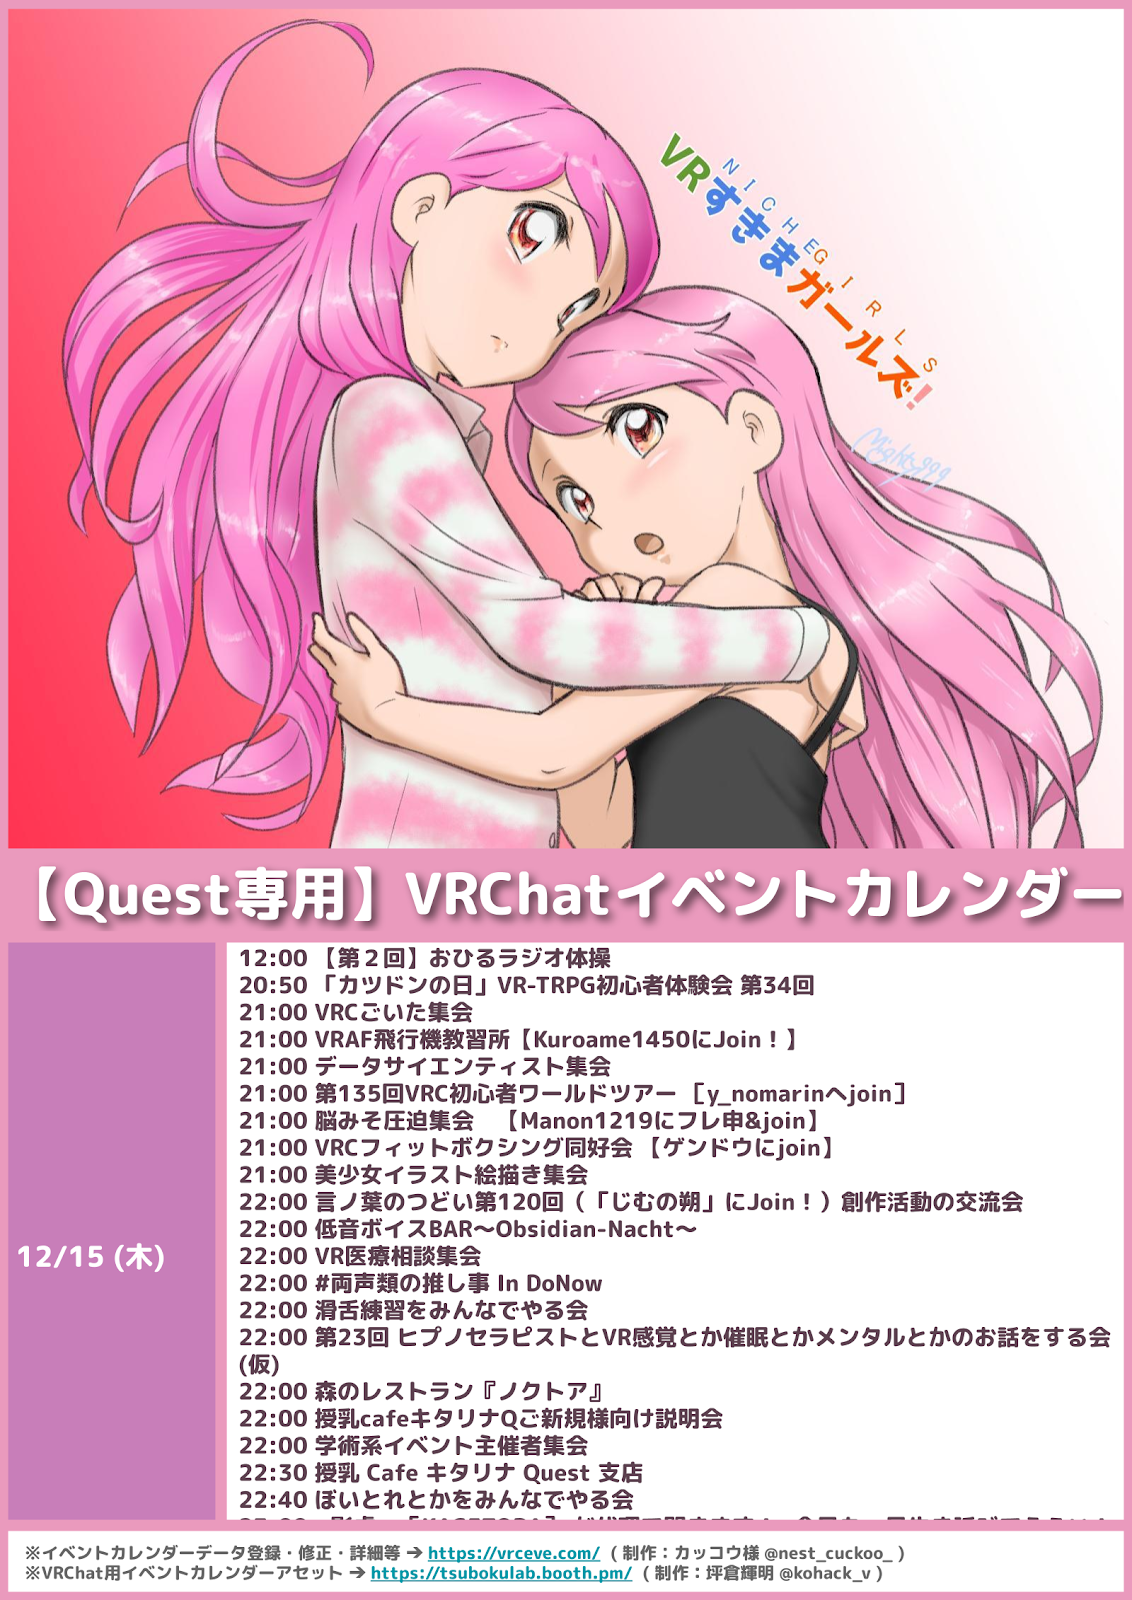 VRすきまガールズ!
NICHEGIRLS
Mighty999
【Quest専用】VRChatイベントカレンダー
12/15 (木)
12:00 【第２回】おひるラジオ体操
20:50 「カツドンの日」VR-TRPG初心者体験会 第34回
21:00 VRCごいた集会
21:00 VRAF飛行機教習所【Kuroame1450にJoin！】
21:00 データサイエンティスト集会
21:00 第135回VRC初心者ワールドツアー ［y_nomarinへjoin］
21:00 脳みそ圧迫集会　【Manon1219にフレ申&join】
21:00 VRCフィットボクシング同好会 【ゲンドウにjoin】
21:00 美少女イラスト絵描き集会
22:00 言ノ葉のつどい第120回（「じむの朔」にJoin！）創作活動の交流会
22:00 低音ボイスBAR～Obsidian-Nacht～
22:00 VR医療相談集会
22:00 #両声類の推し事 In DoNow
22:00 滑舌練習をみんなでやる会
22:00 第23回 ヒプノセラピストとVR感覚とか催眠とかメンタルとかのお話をする会
(仮)
22:00 森のレストラン『ノクトア』
22:00 授乳cafeキタリナQご新規様向け説明会
22:00 学術系イベント主催者集会
22:30 授乳 Cafe キタリナ Quest 支店
22:40 ぼいとれとかをみんなでやる会
※イベントカレンダーデータ登録・修正・詳細等 ➔ https://vrceve.com/ （制作：カッコウ様 @nest_cuckoo_ ）
※VRChat用イベントカレンダーアセット ➔ https://tsubokulab.booth.pm/ （制作：坪倉輝明 @kohack_v ）